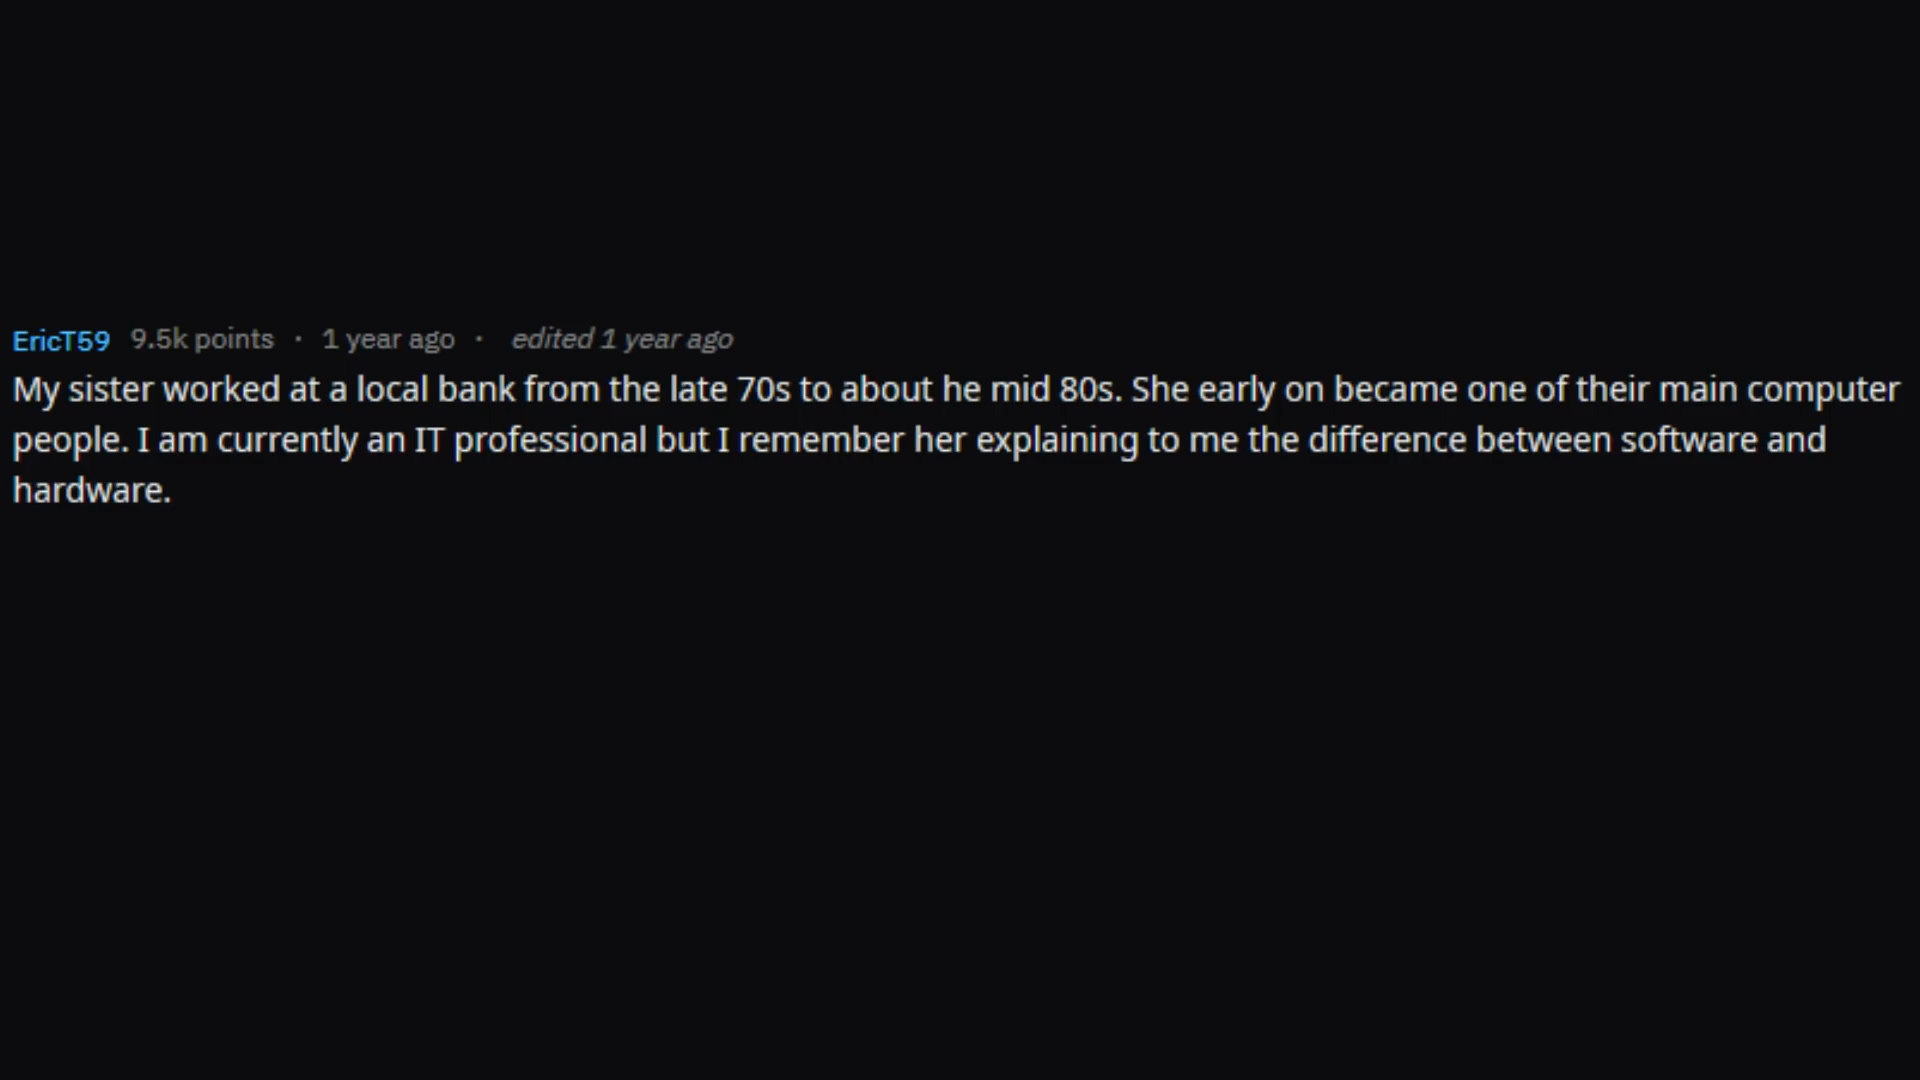 EricT59 9.5k points · 1 year ago · edited 1 year ago
My sister worked at a local bank from the late 70s to about he mid 80s. She early on became one of their main computer
people. I am currently an IT professional but I remember her explaining to me the difference between software and
hardware.